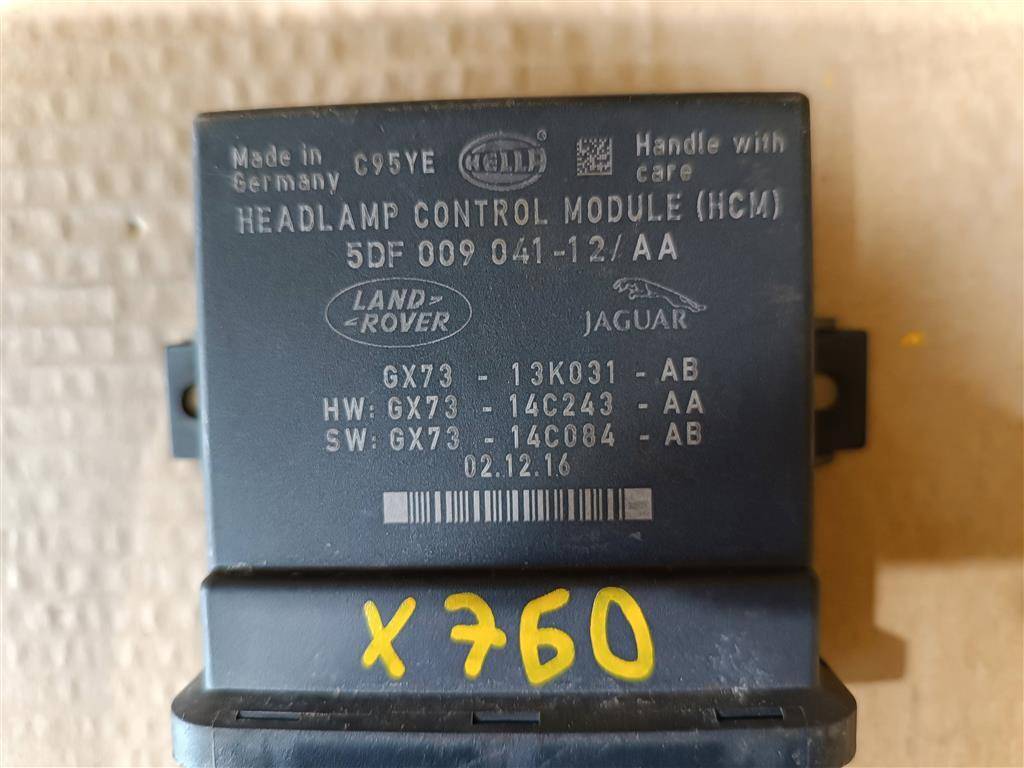 Made in Germany C95YE HELLA ® Handle with care
HEADLAMP CONTROL MODULE (HCM)
5DF 009 041-12/ AA
LAND ROVER JAGUAR
GX73 - 13K031 - AB
HW: GX73 - 14C243 - AA
SW: GX73 - 14C084 - AB
02.12.16
X760